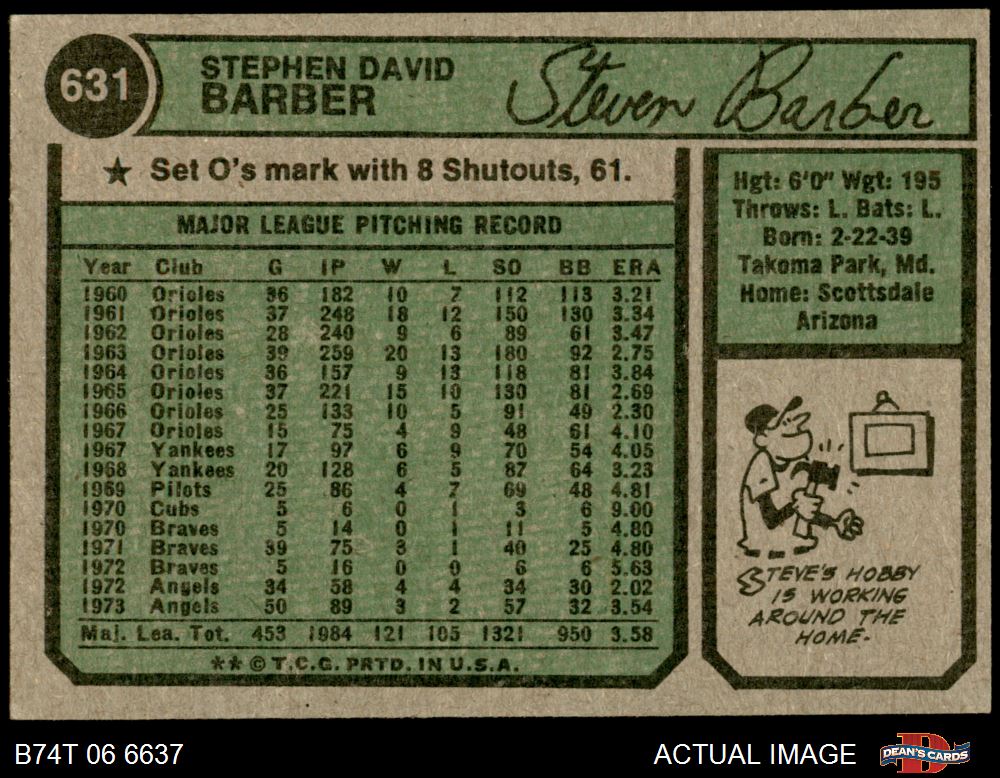 631
STEPHEN DAVID
BARBER
Steven Barber
★ Set O's mark with 8 Shutouts, 61.
MAJOR LEAGUE PITCHING RECORD
Year Club G IP W L SO BB ERA
1960 Orioles 36 182 10 7 112 113 3.21
1961 Orioles 37 248 18 12 150 130 3.34
1962 Orioles 28 240 9 6 89 61 3.47
1963 Orioles 39 259 20 13 180 92 2.75
1964 Orioles 36 157 9 13 118 81 3.84
1965 Orioles 37 221 15 10 130 81 2.69
1966 Orioles 25 133 10 5 91 49 2.30
1967 Orioles 15 75 4 9 48 61 4.10
1967 Yankees 17 97 6 9 70 54 4.05
1968 Yankees 20 128 6 5 87 64 3.23
1969 Pilots 25 86 4 7 69 48 4.81
1970 Cubs 5 6 0 1 3 6 9.00
1970 Braves 5 14 0 1 11 5 4.80
1971 Braves 39 75 3 1 40 25 4.80
1972 Braves 5 16 0 0 6 6 5.63
1972 Angels 34 58 4 4 34 30 2.02
1973 Angels 50 89 3 2 57 32 3.54
Maj. Lea. Tot. 453 1984 121 105 1321 950 3.58
** © T.C.G. PRTD. IN U.S.A.
Hgt: 6'0" Wgt: 195
Throws: L. Bats: L.
Born: 2-22-39
Takoma Park, Md.
Home: Scottsdale
Arizona
STEVE'S HOBBY
IS WORKING
AROUND THE
HOME.
B74T 06 6637
ACTUAL IMAGE
DEAN'S CARDS